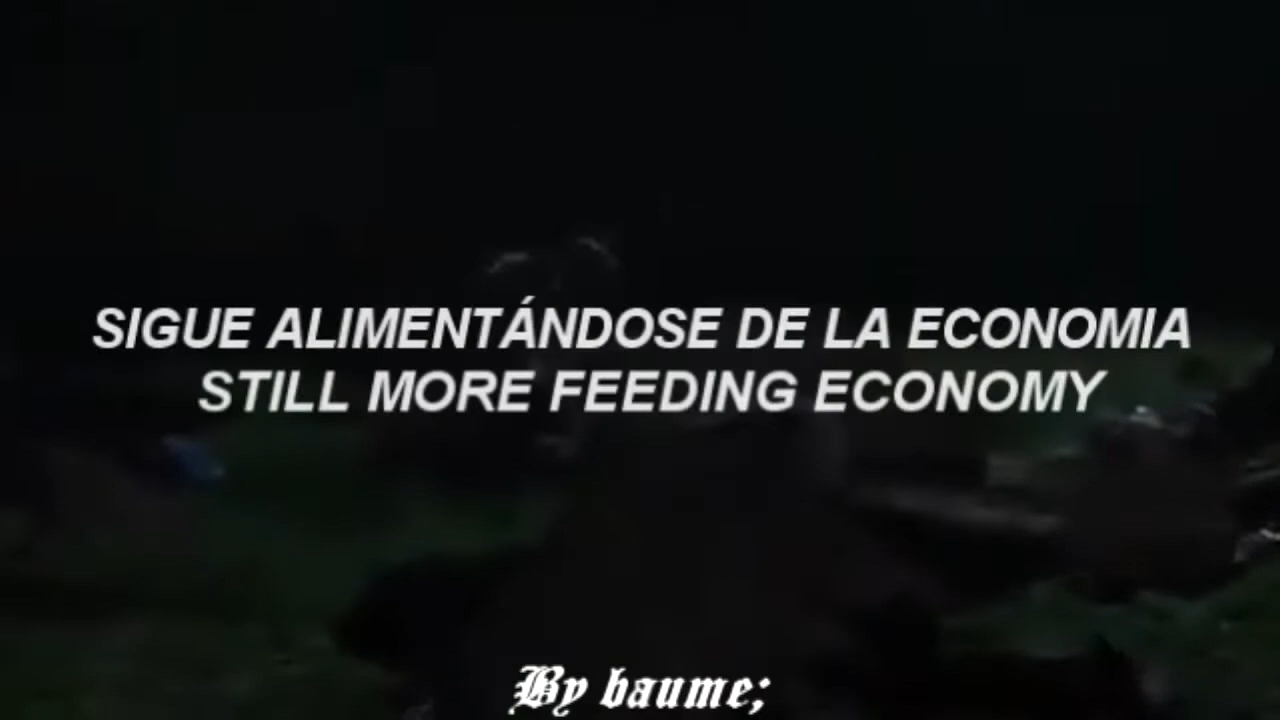 SIGUE ALIMENTÁNDOSE DE LA ECONOMIA
STILL MORE FEEDING ECONOMY
By baume;